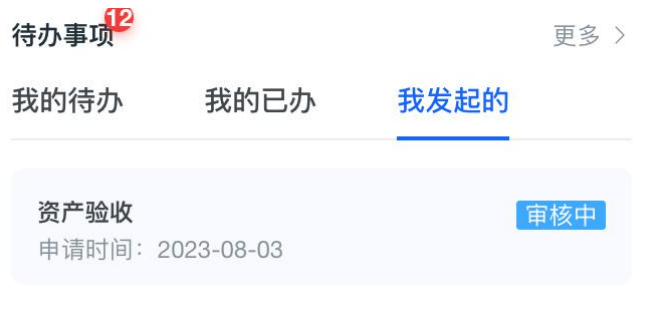 待办事项 12 更多
我的待办 我的已办 我发起的
资产验收 审核中
申请时间：2023-08-03